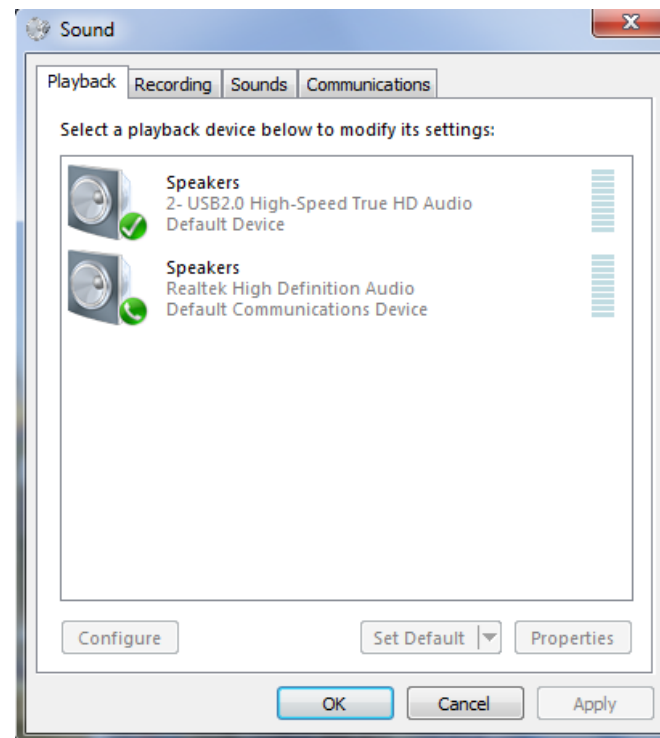 Sound
Playback Recording Sounds Communications
Select a playback device below to modify its settings:
Speakers
2- USB2.0 High-Speed True HD Audio
Default Device
Speakers
Realtek High Definition Audio
Default Communications Device
Configure Set Default Properties
OK Cancel Apply